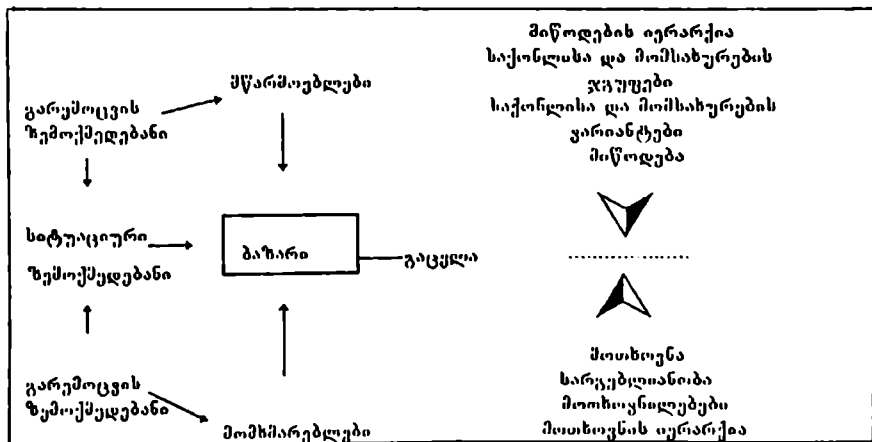 გარემოცვის
ზემოქმედებანი
მწარმოებლები
სიტუაციური
ზემოქმედებანი
ბაზარი
გაცვლა
გარემოცვის
ზემოქმედებანი
მომხმარებლები
მიწოდების იერარქია
საქონლისა და მომსახურების
ჯგუფები
საქონლისა და მომსახურების
ვარიანტები
მიწოდება
მოთხოვნა
სარგებლიანობა
მოთხოვნილებები
მოთხოვნის იერარქია